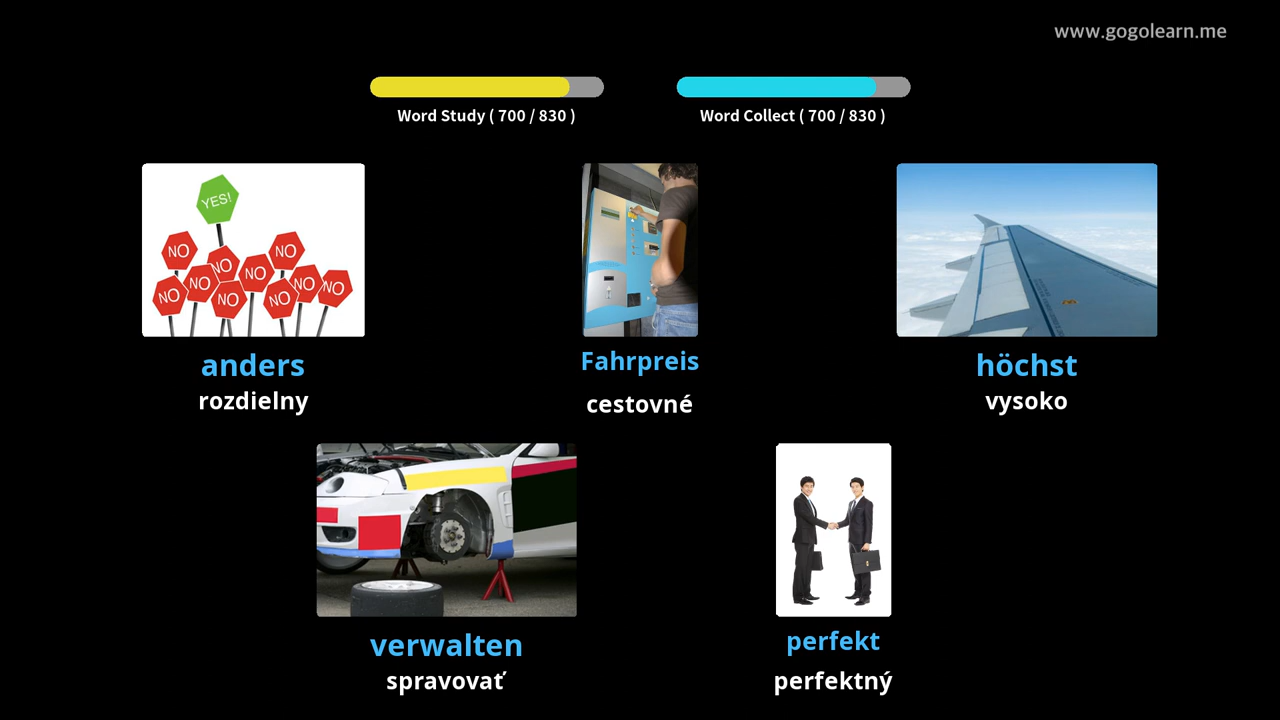 www.gogolearn.me
Word Study ( 700 / 830 )
Word Collect ( 700 / 830 )
YES!
NO
NO
NO
NO
NO
NO
NO
NO
NO
NO
anders
rozdielny
Fahrpreis
cestovné
höchst
vysoko
verwalten
spravovať
perfekt
perfektný